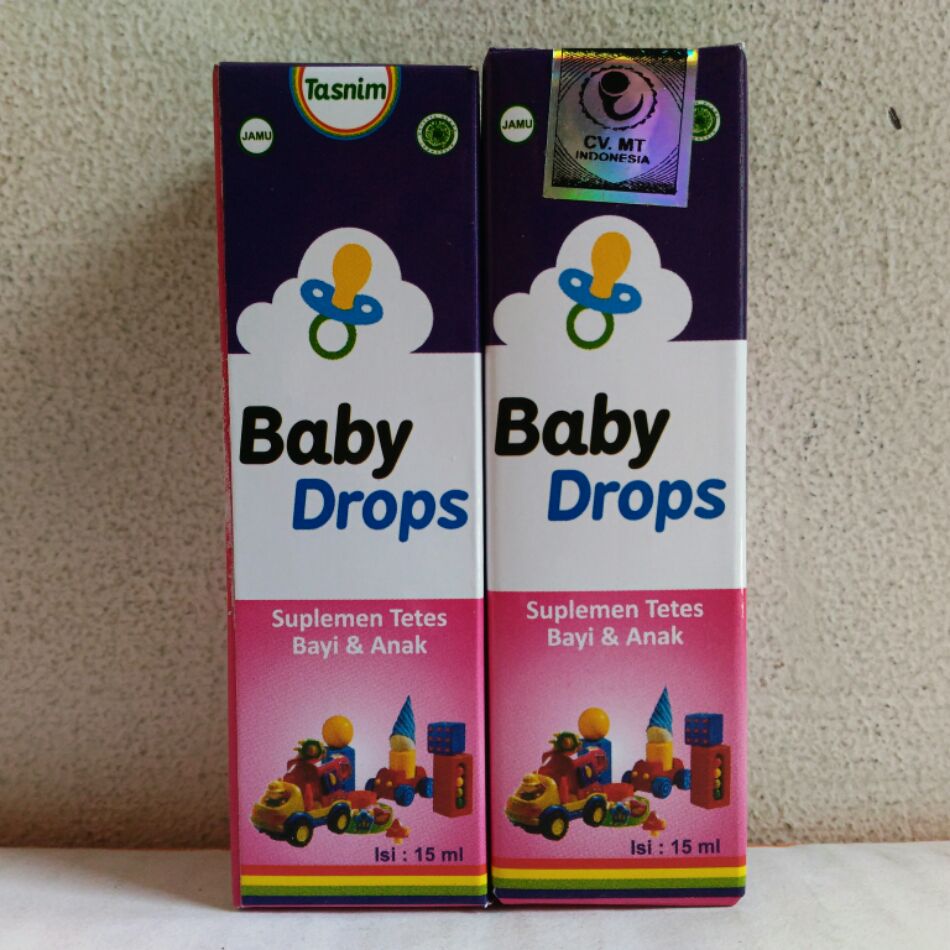 Tasnim
JAMU
Baby
Drops
Suplemen Tetes
Bayi & Anak
Isi : 15 ml
JAMU
CV. MT
INDONESIA
Baby
Drops
Suplemen Tetes
Bayi & Anak
Isi : 15 ml